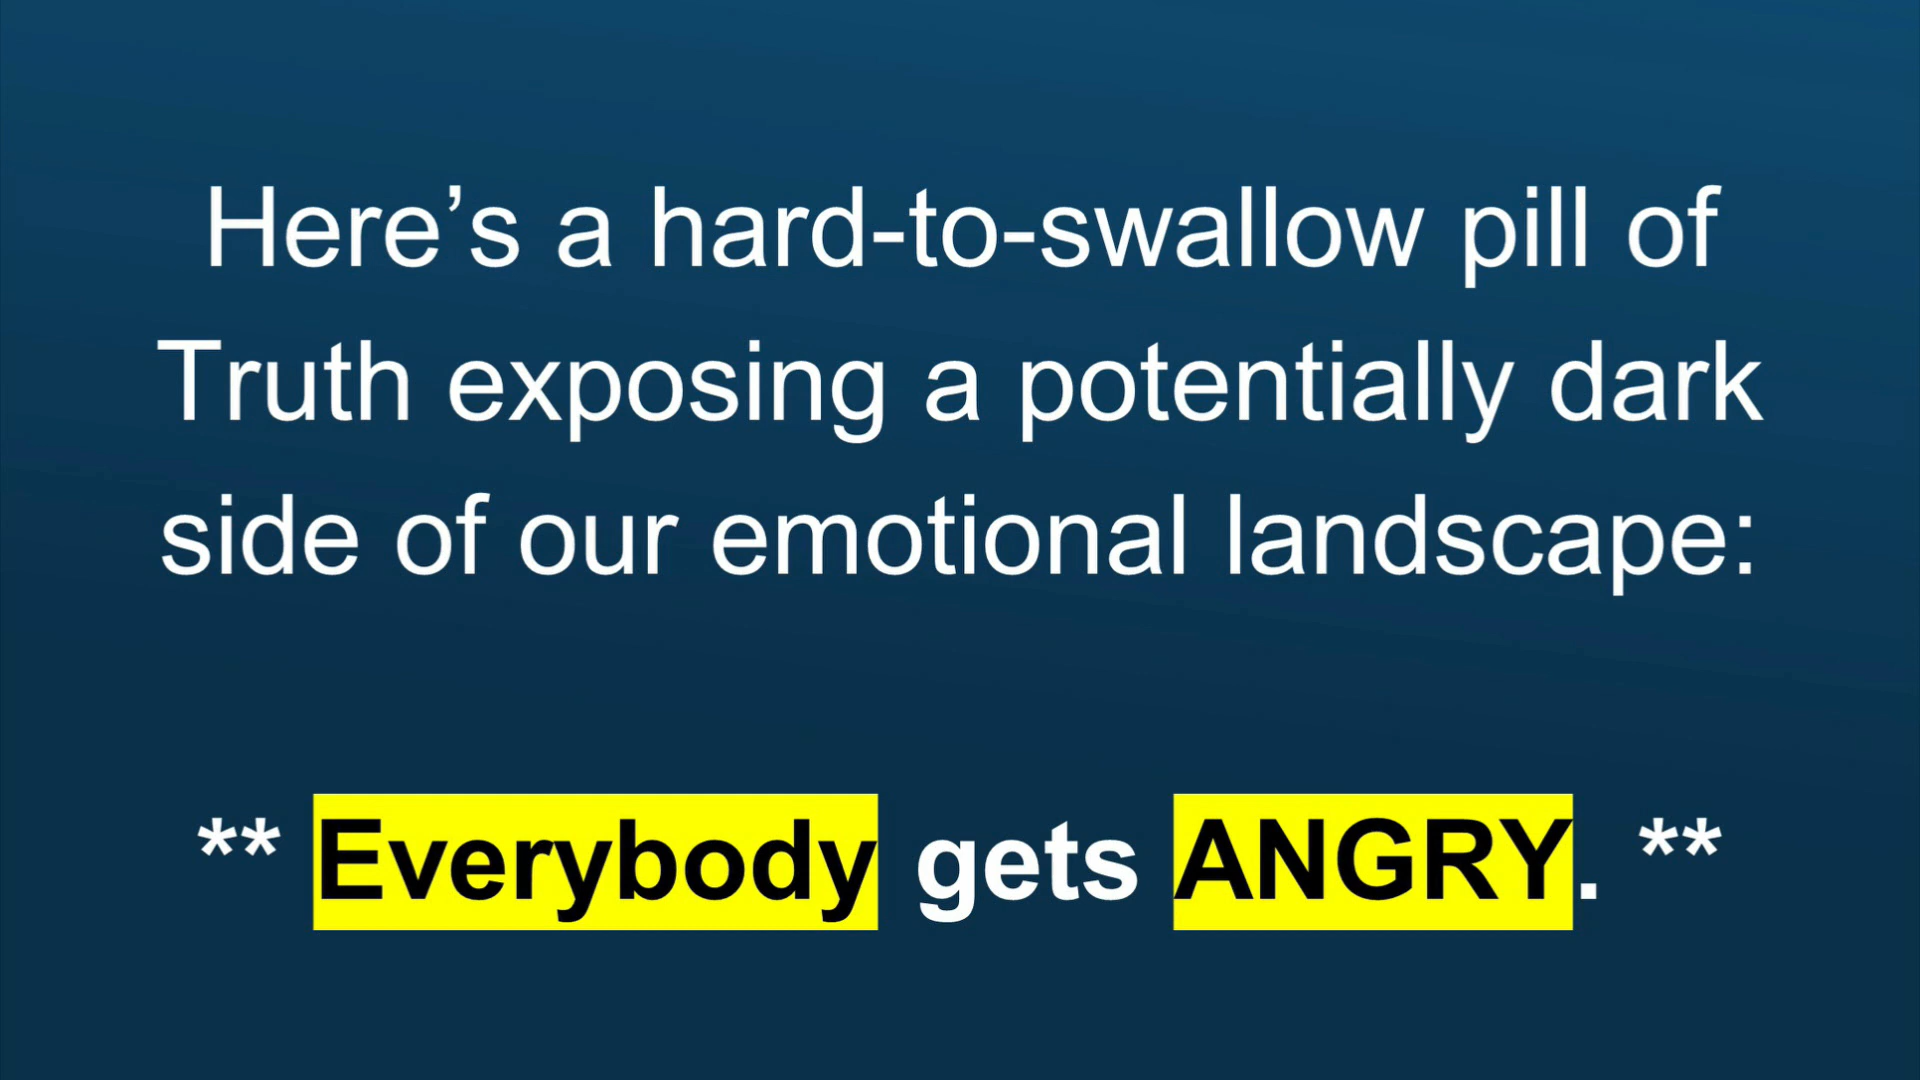 Here’s a hard-to-swallow pill of
Truth exposing a potentially dark
side of our emotional landscape:
** Everybody gets ANGRY. **